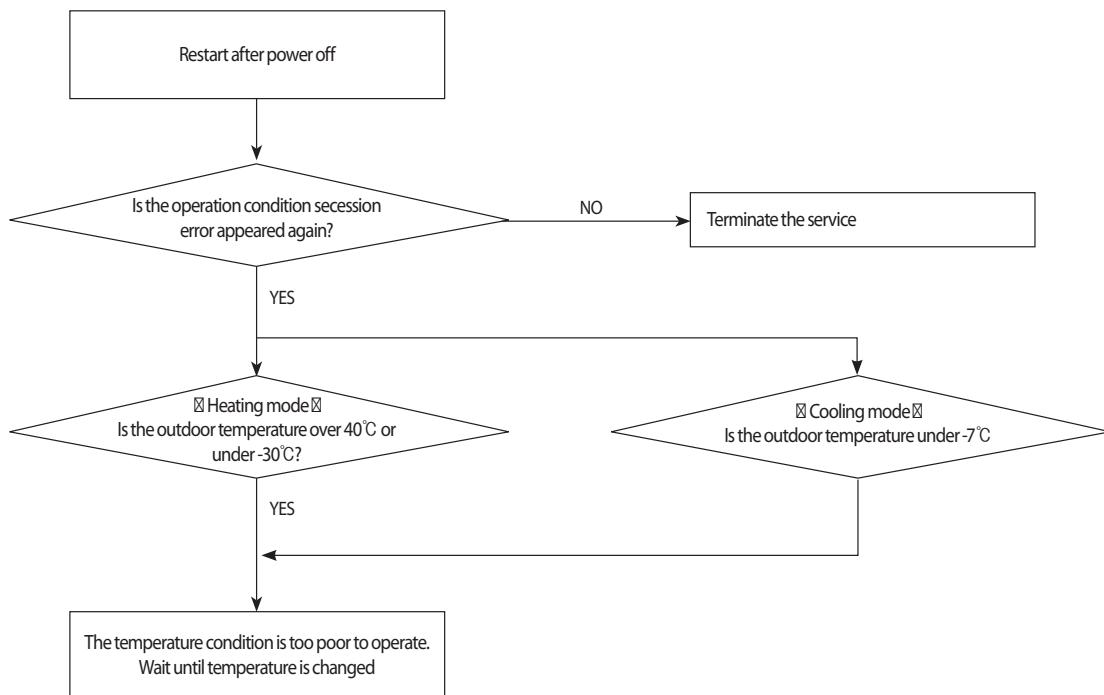 Restart after power off
Is the operation condition secession
error appeared again?
NO
Terminate the service
YES
Heating mode
Is the outdoor temperature over 40℃ or
under -30℃?
Cooling mode
Is the outdoor temperature under -7℃
YES
The temperature condition is too poor to operate.
Wait until temperature is changed